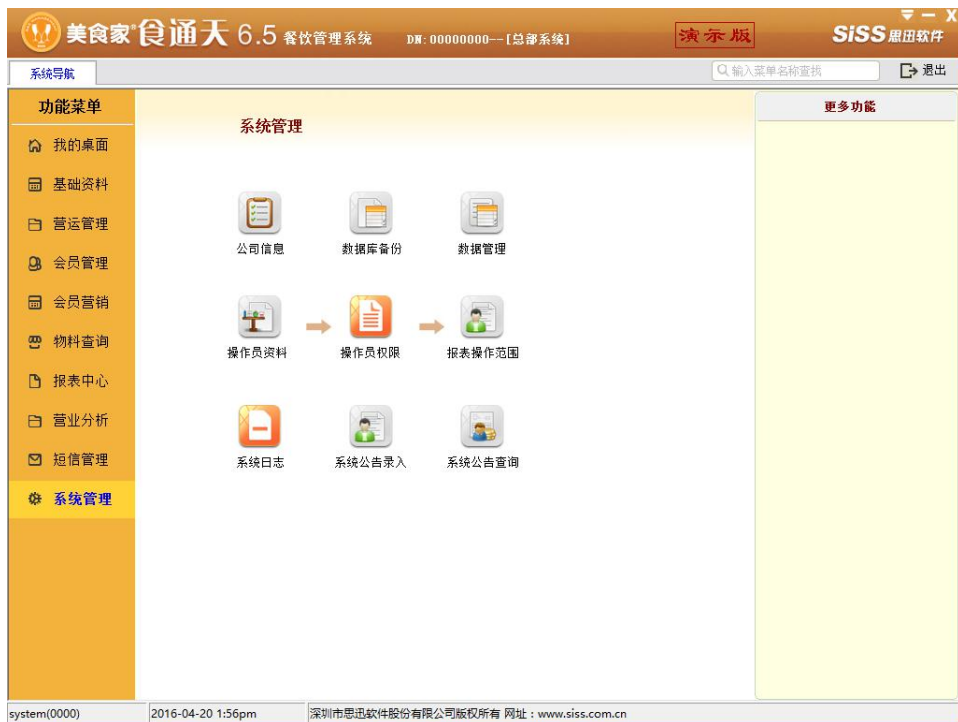 美食家®食通天 6.5 餐饮管理系统 DN:00000000--[总部系统] 演示版 SiSS 思迅软件
系统导航 输入菜单名称查找 退出
功能菜单
我的桌面
基础资料
营运管理
会员管理
会员营销
物料查询
报表中心
营业分析
短信管理
系统管理
系统管理
公司信息 数据库备份 数据管理
操作员资料 操作员权限 报表操作范围
系统日志 系统公告录入 系统公告查询
更多功能
system(0000) 2016-04-20 1:56pm 深圳市思迅软件股份有限公司版权所有 网址：www.siss.com.cn